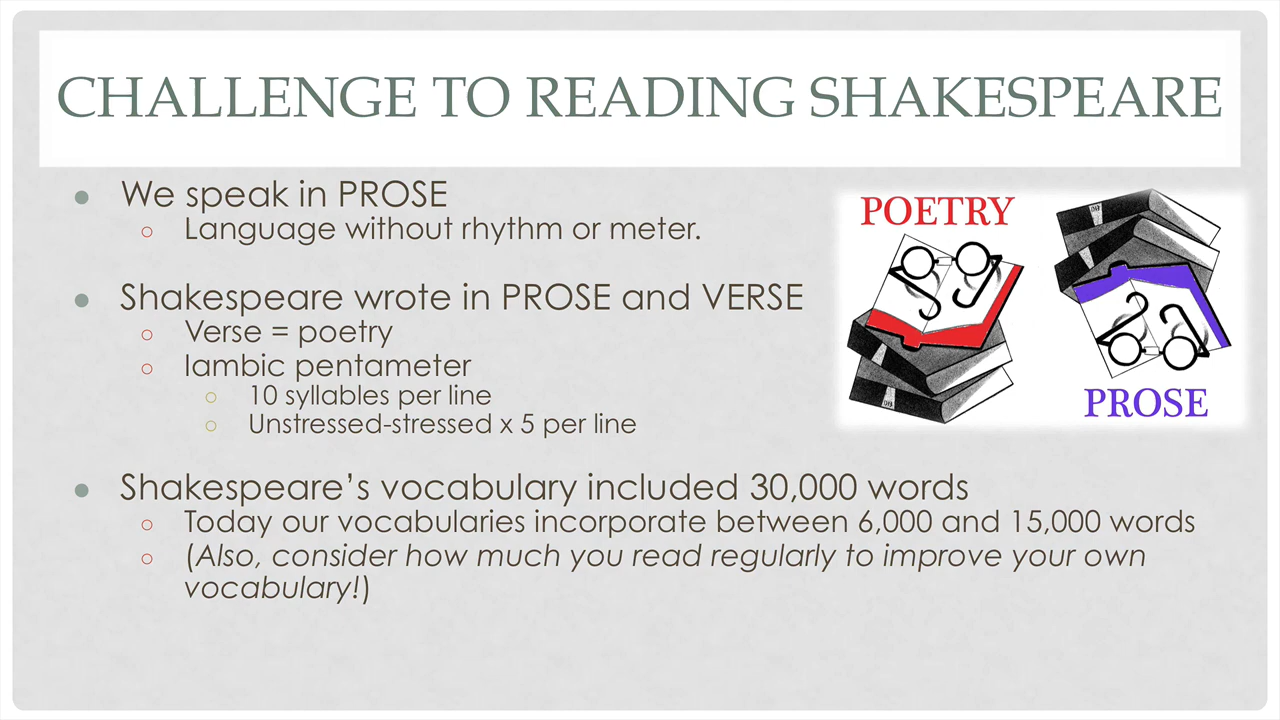 CHALLENGE TO READING SHAKESPEARE
● We speak in PROSE
○ Language without rhythm or meter.
● Shakespeare wrote in PROSE and VERSE
○ Verse = poetry
○ Iambic pentameter
○ 10 syllables per line
○ Unstressed-stressed x 5 per line
● Shakespeare’s vocabulary included 30,000 words
○ Today our vocabularies incorporate between 6,000 and 15,000 words
○ (Also, consider how much you read regularly to improve your own
vocabulary!)
POETRY
PROSE